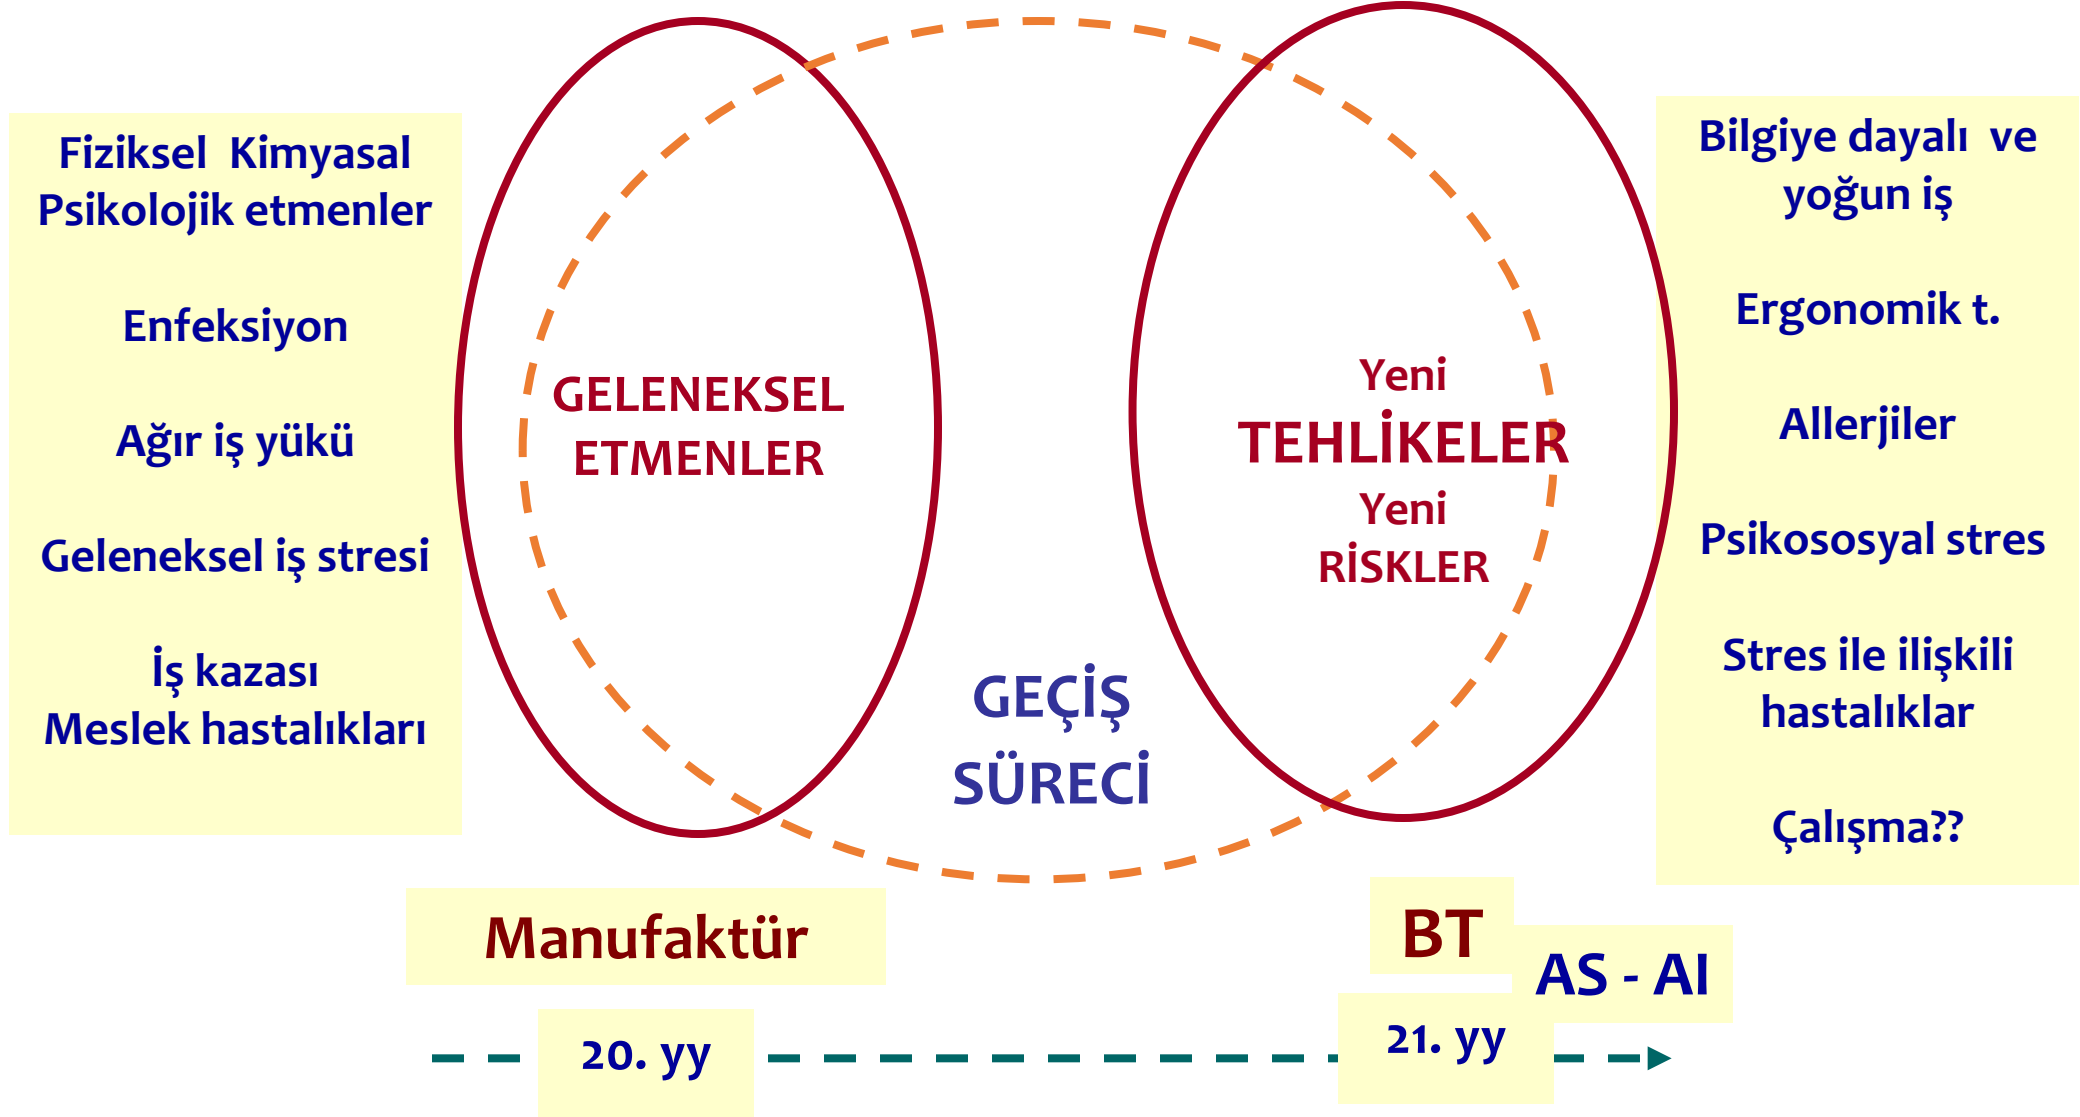 Fiziksel Kimyasal
Psikolojik etmenler
Enfeksiyon
Ağır iş yükü
Geleneksel iş stresi
İş kazası
Meslek hastalıkları
GELENEKSEL
ETMENLER
GEÇİŞ
SÜRECİ
Yeni
TEHLİKELER
Yeni
RİSKLER
Bilgiye dayalı ve
yoğun iş
Ergonomik t.
Allerjiler
Psikososyal stres
Stres ile ilişkili
hastalıklar
Çalışma??
Manufaktür
BT
AS - AI
20. yy
21. yy